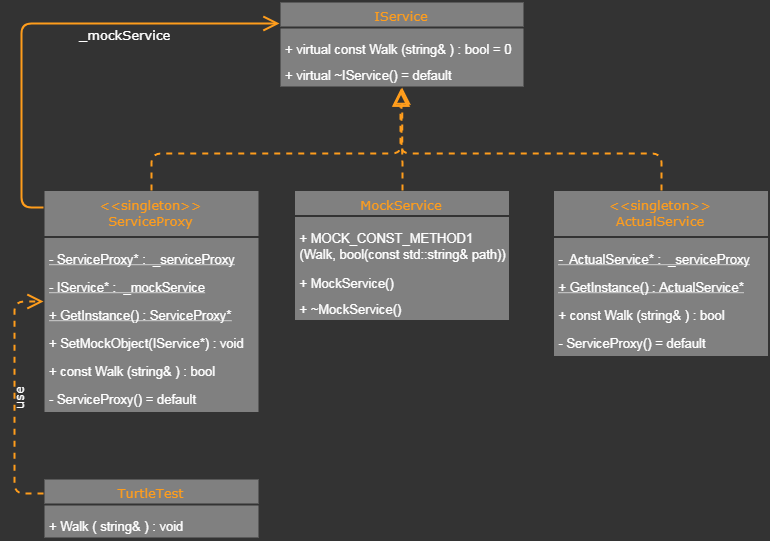 IService
+ virtual const Walk (string& ) : bool = 0
+ virtual ~IService() = default
_mockService
<<singleton>>
ServiceProxy
- ServiceProxy* : _serviceProxy
- IService* : _mockService
+ GetInstance() : ServiceProxy*
+ SetMockObject(IService*) : void
+ const Walk (string& ) : bool
- ServiceProxy() = default
MockService
+ MOCK_CONST_METHOD1
(Walk, bool(const std::string& path))
+ MockService()
+ ~MockService()
<<singleton>>
ActualService
- ActualService* : _serviceProxy
+ GetInstance() : ActualService*
+ const Walk (string& ) : bool
- ServiceProxy() = default
use
TurtleTest
+ Walk ( string& ) : void